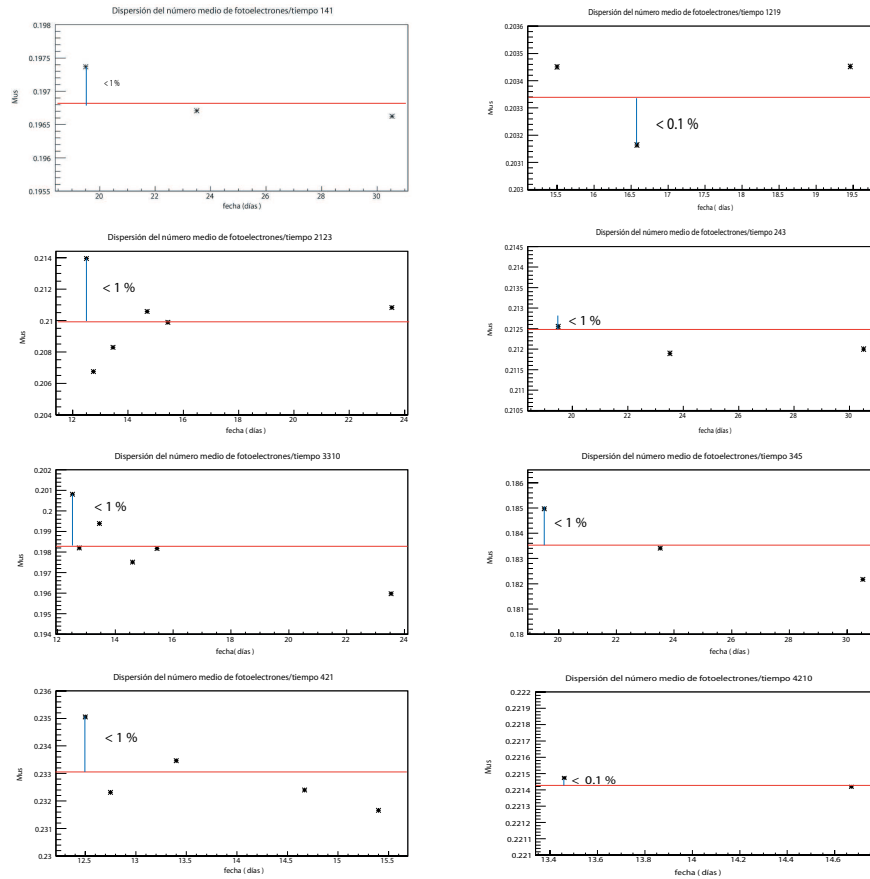 Dispersión del número medio de fotoelectrones/tiempo 141
0.198
0.1975
0.197
0.1965
0.196
0.1955
Mus
< 1 %
20 22 24 26 28 30
fecha (días)
Dispersión del número medio de fotoelectrones/tiempo 1219
0.2036
0.2035
0.2034
0.2033
0.2032
0.2031
0.203
Mus
< 0.1 %
15.5 16 16.5 17 17.5 18 18.5 19 19.5
fecha ( días )
Dispersión del número medio de fotoelectrones/tiempo 2123
0.214
0.212
0.21
0.208
0.206
0.204
Mus
< 1 %
12 14 16 18 20 22 24
fecha ( días )
Dispersión del número medio de fotoelectrones/tiempo 243
0.2145
0.214
0.2135
0.213
0.2125
0.212
0.2115
0.211
0.2105
Mus
< 1 %
20 22 24 26 28 30
fecha (días)
Dispersión del número medio de fotoelectrones/tiempo 3310
0.202
0.201
0.2
0.199
0.198
0.197
0.196
0.195
0.194
Mus
< 1 %
12 14 16 18 20 22 24
fecha( días )
Dispersión del número medio de fotoelectrones/tiempo 345
0.186
0.185
0.184
0.183
0.182
0.181
0.18
Mus
< 1 %
20 22 24 26 28 30
fecha ( días )
Dispersión del número medio de fotoelectrones/tiempo 421
0.236
0.235
0.234
0.233
0.232
0.231
0.23
Mus
< 1 %
12.5 13 13.5 14 14.5 15 15.5
fecha ( días )
Dispersión del número medio de fotoelectrones/tiempo 4210
0.222
0.2219
0.2218
0.2217
0.2216
0.2215
0.2214
0.2213
0.2212
0.2211
0.221
Mus
< 0.1 %
13.4 13.6 13.8 14 14.2 14.4 14.6
fecha ( días )